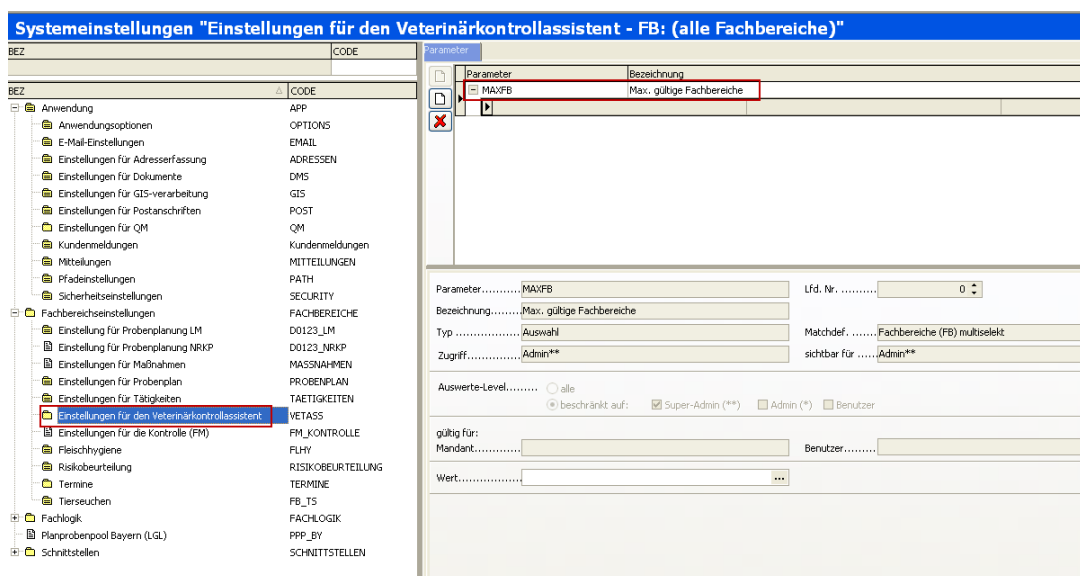 Systemeinstellungen "Einstellungen für den Veterinärkontrollassistent - FB: (alle Fachbereiche)"
BEZ CODE
BEZ CODE
Anwendung APP
Anwendungsoptionen OPTIONS
E-Mail-Einstellungen EMAIL
Einstellungen für Adresserfassung ADRESSEN
Einstellungen für Dokumente DMS
Einstellungen für GIS-verarbeitung GIS
Einstellungen für Postanschriften POST
Einstellungen für QM QM
Kundenmeldungen Kundenmeldungen
Mitteilungen MITTEILUNGEN
Pfadeinstellungen PATH
Sicherheitseinstellungen SECURITY
Fachbereichseinstellungen FACHBEREICHE
Einstellung für Probenplanung LM D0123_LM
Einstellung für Probenplanung NRKP D0123_NRKP
Einstellungen für Maßnahmen MASSNAHMEN
Einstellungen für Probenplan PROBENPLAN
Einstellungen für Tätigkeiten TAETIGKEITEN
Einstellungen für den Veterinärkontrollassistent VETASS
Einstellungen für die Kontrolle (FM) FM_KONTROLLE
Fleischhygiene FLHY
Risikobeurteilung RISIKOBEURTEILUNG
Termine TERMINE
Tierseuchen FB_TS
Fachlogik FACHLOGIK
Planprobenpool Bayern (LGL) PPP_BY
Schnittstellen SCHNITTSTELLEN
Parameter
Parameter Bezeichnung
MAXFB Max. gültige Fachbereiche
Parameter........... MAXFB Lfd. Nr. .......... 0
Bezeichnung....... Max. gültige Fachbereiche
Typ .................. Auswahl Matchdef. ....... Fachbereiche (FB) multiselekt
Zugriff............... Admin** sichtbar für ..... Admin**
Auswerte-Level......... alle
beschränkt auf: Super-Admin (**) Admin (*) Benutzer
gültig für:
Mandant............. Benutzer.........
Wert.................. ...